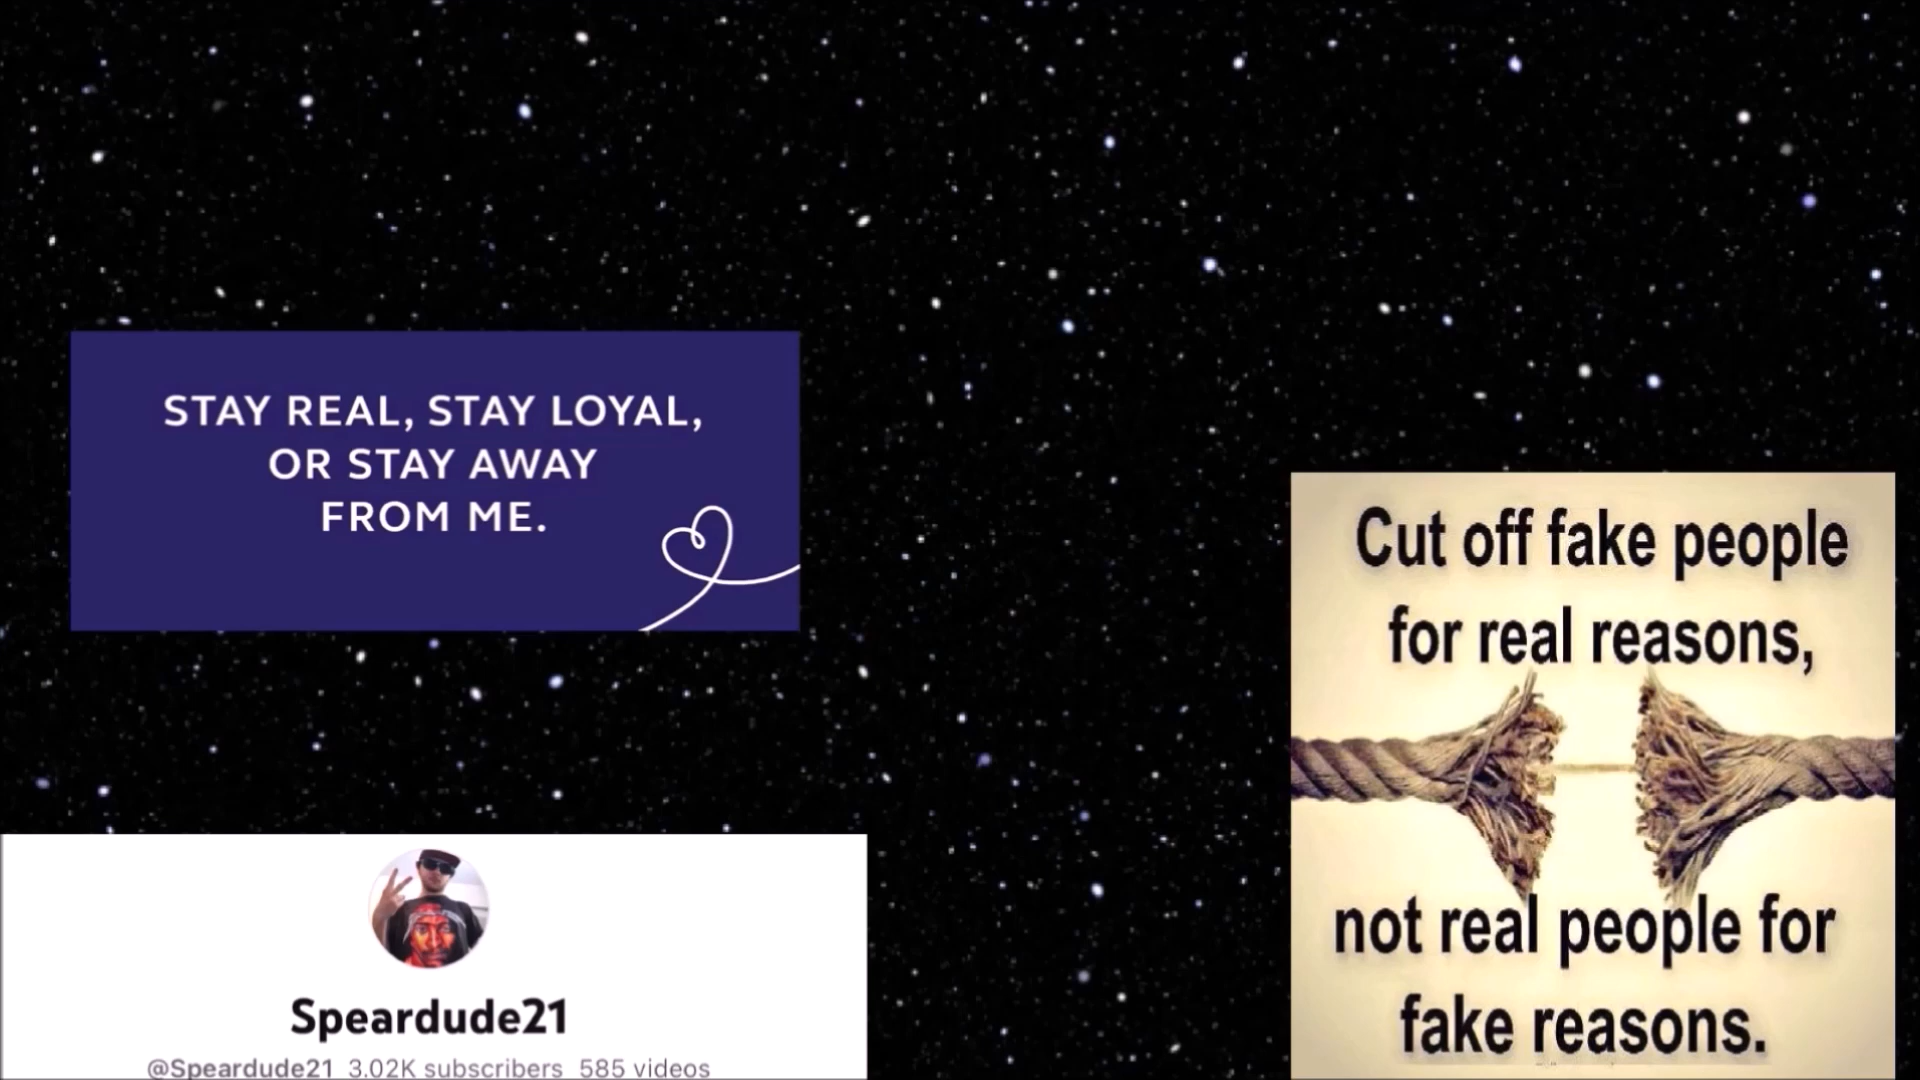 STAY REAL, STAY LOYAL,
OR STAY AWAY
FROM ME.
Cut off fake people
for real reasons,
not real people for
fake reasons.
Speardude21
@Speardude21 3.02K subscribers 585 videos